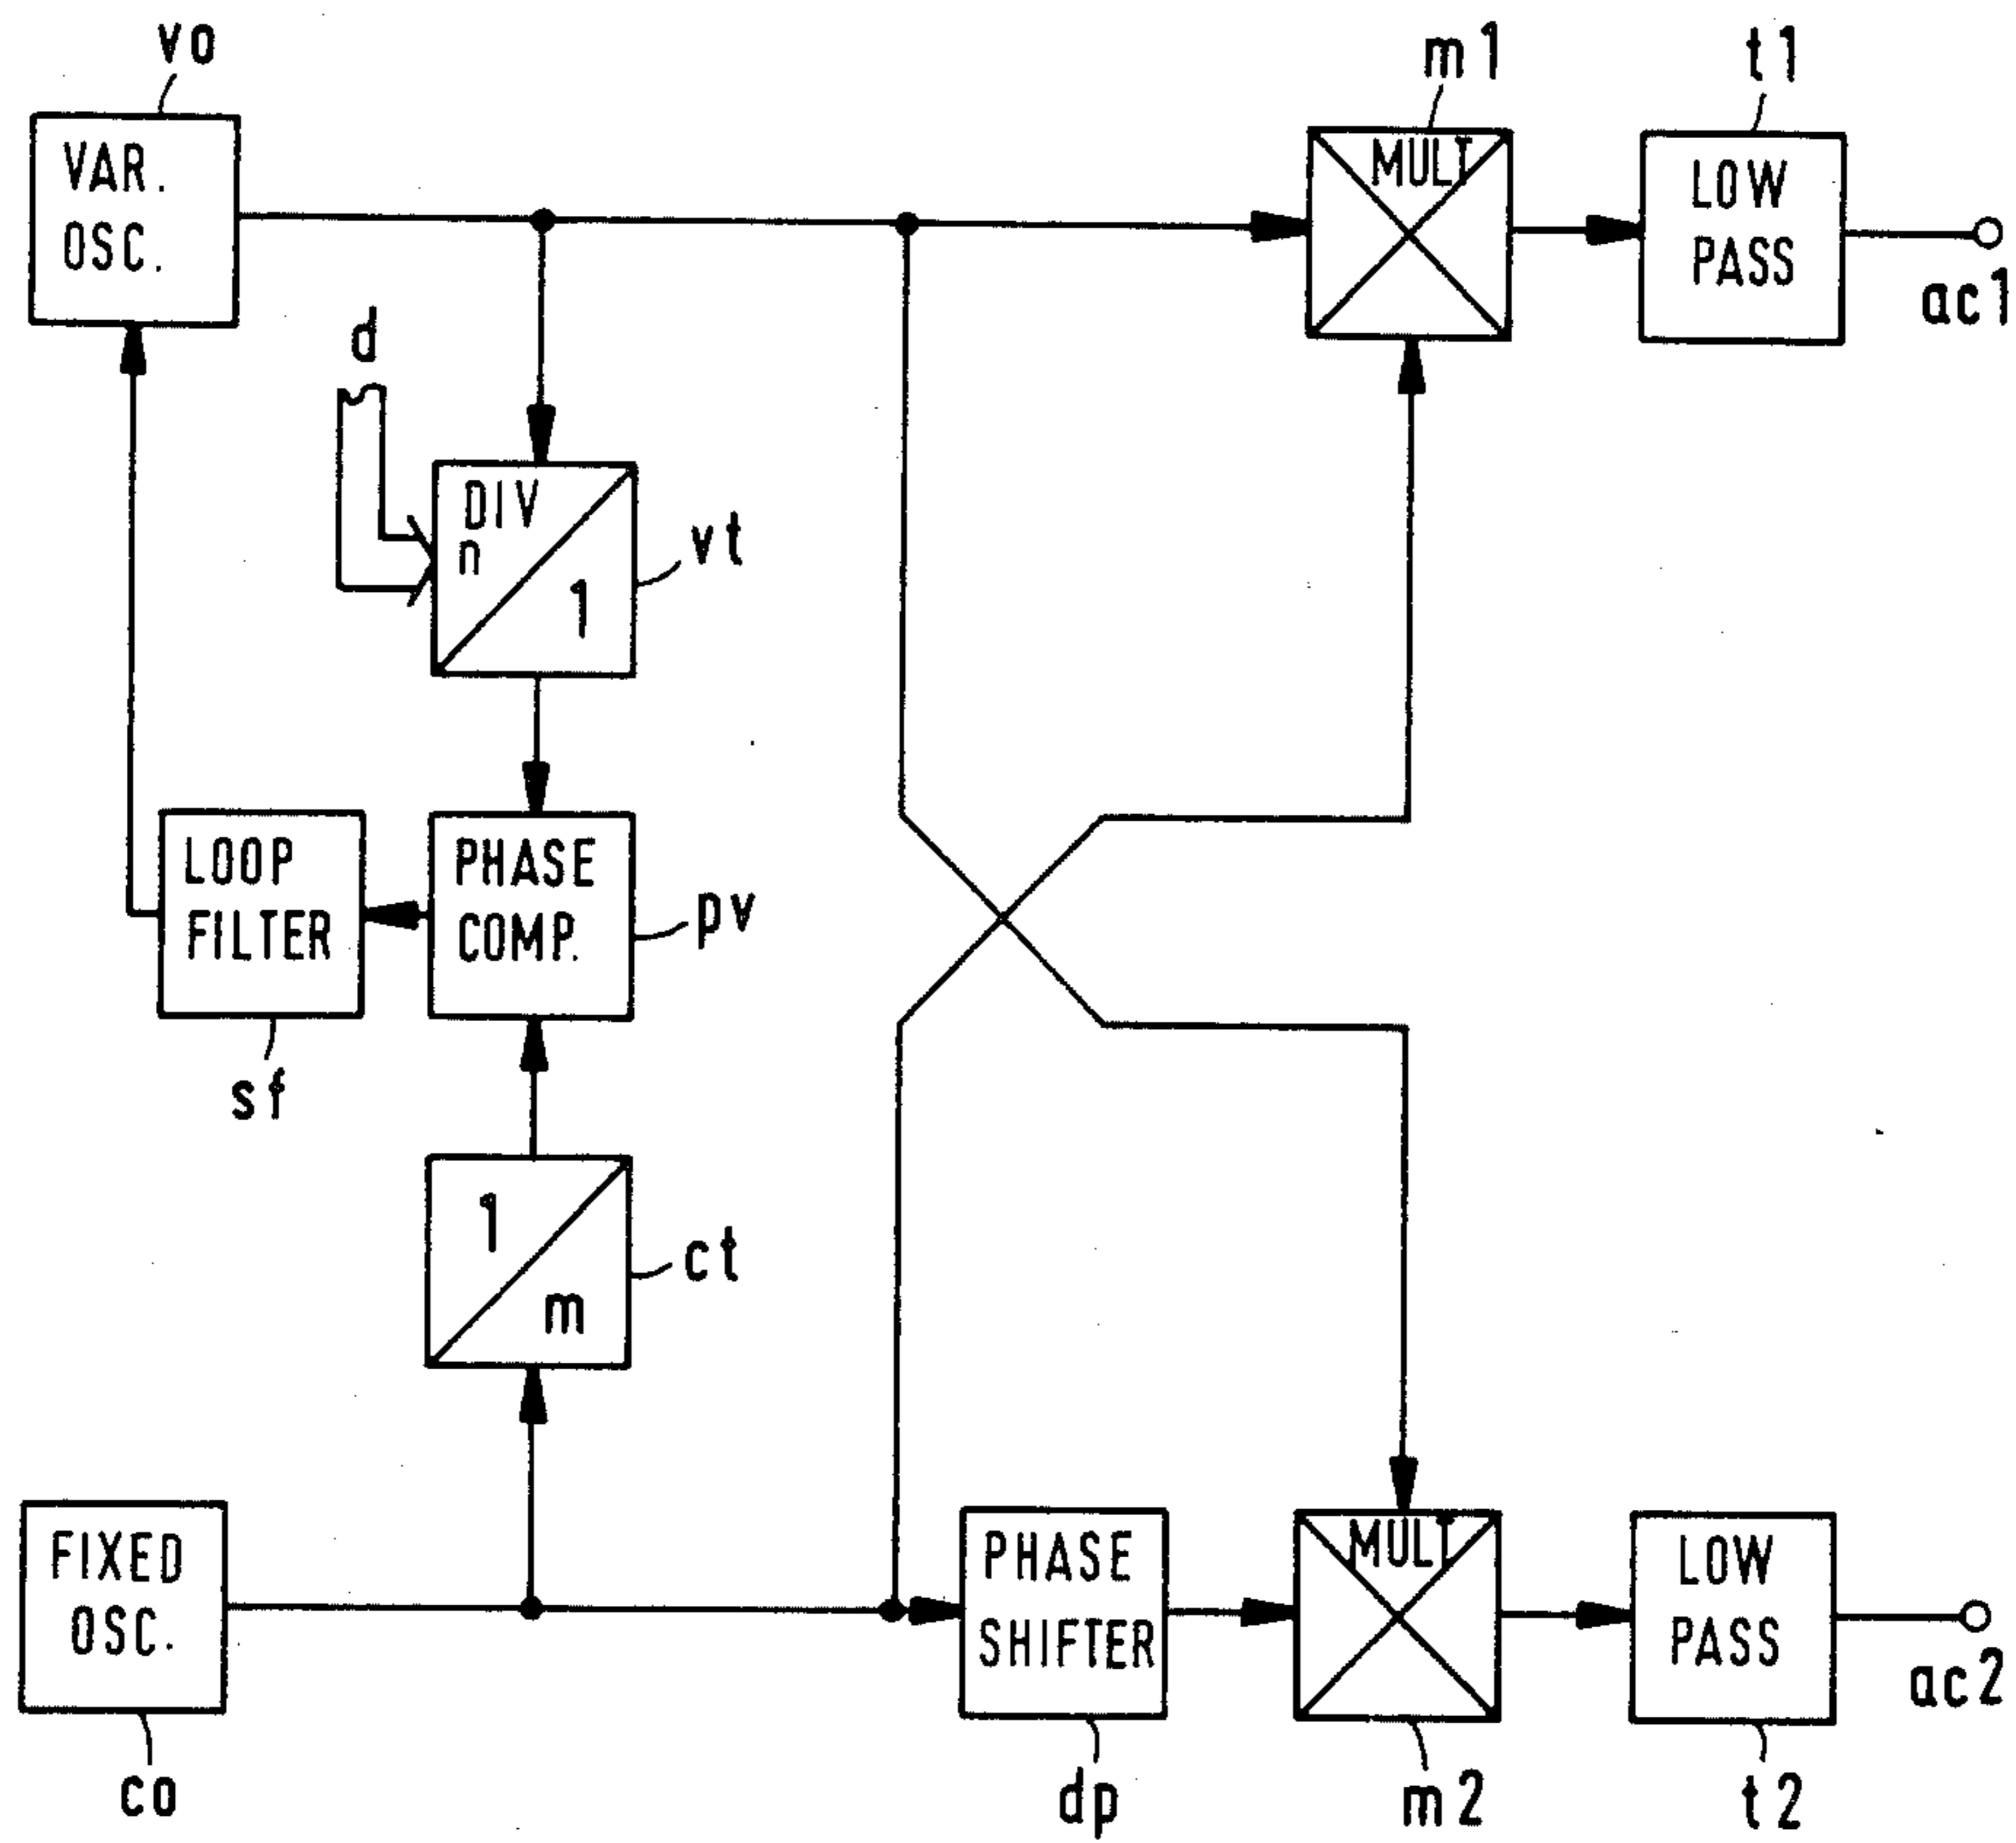 vo
VAR.
OSC.
m1
MULT
t1
LOW
PASS
ac1
d
DIV
n
1
vt
LOOP
FILTER
sf
PHASE
COMP.
pv
1
m
ct
FIXED
OSC.
co
PHASE
SHIFTER
dp
MULT
m2
LOW
PASS
t2
ac2